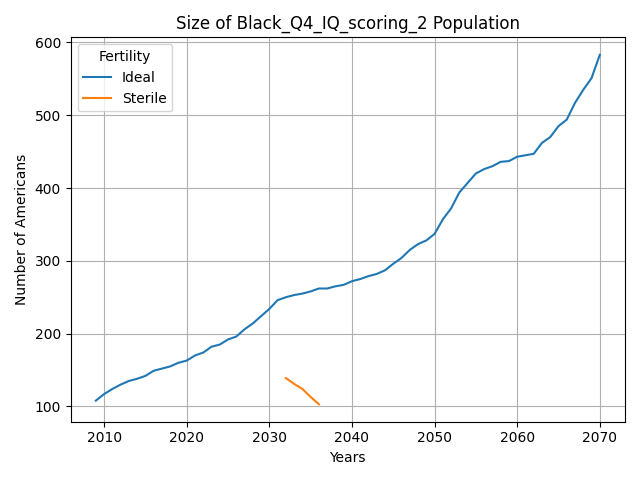 Size of Black_Q4_IQ_scoring_2 Population
600
500
400
300
200
100
Number of Americans
Fertility
Ideal
Sterile
2010 2020 2030 2040 2050 2060 2070
Years